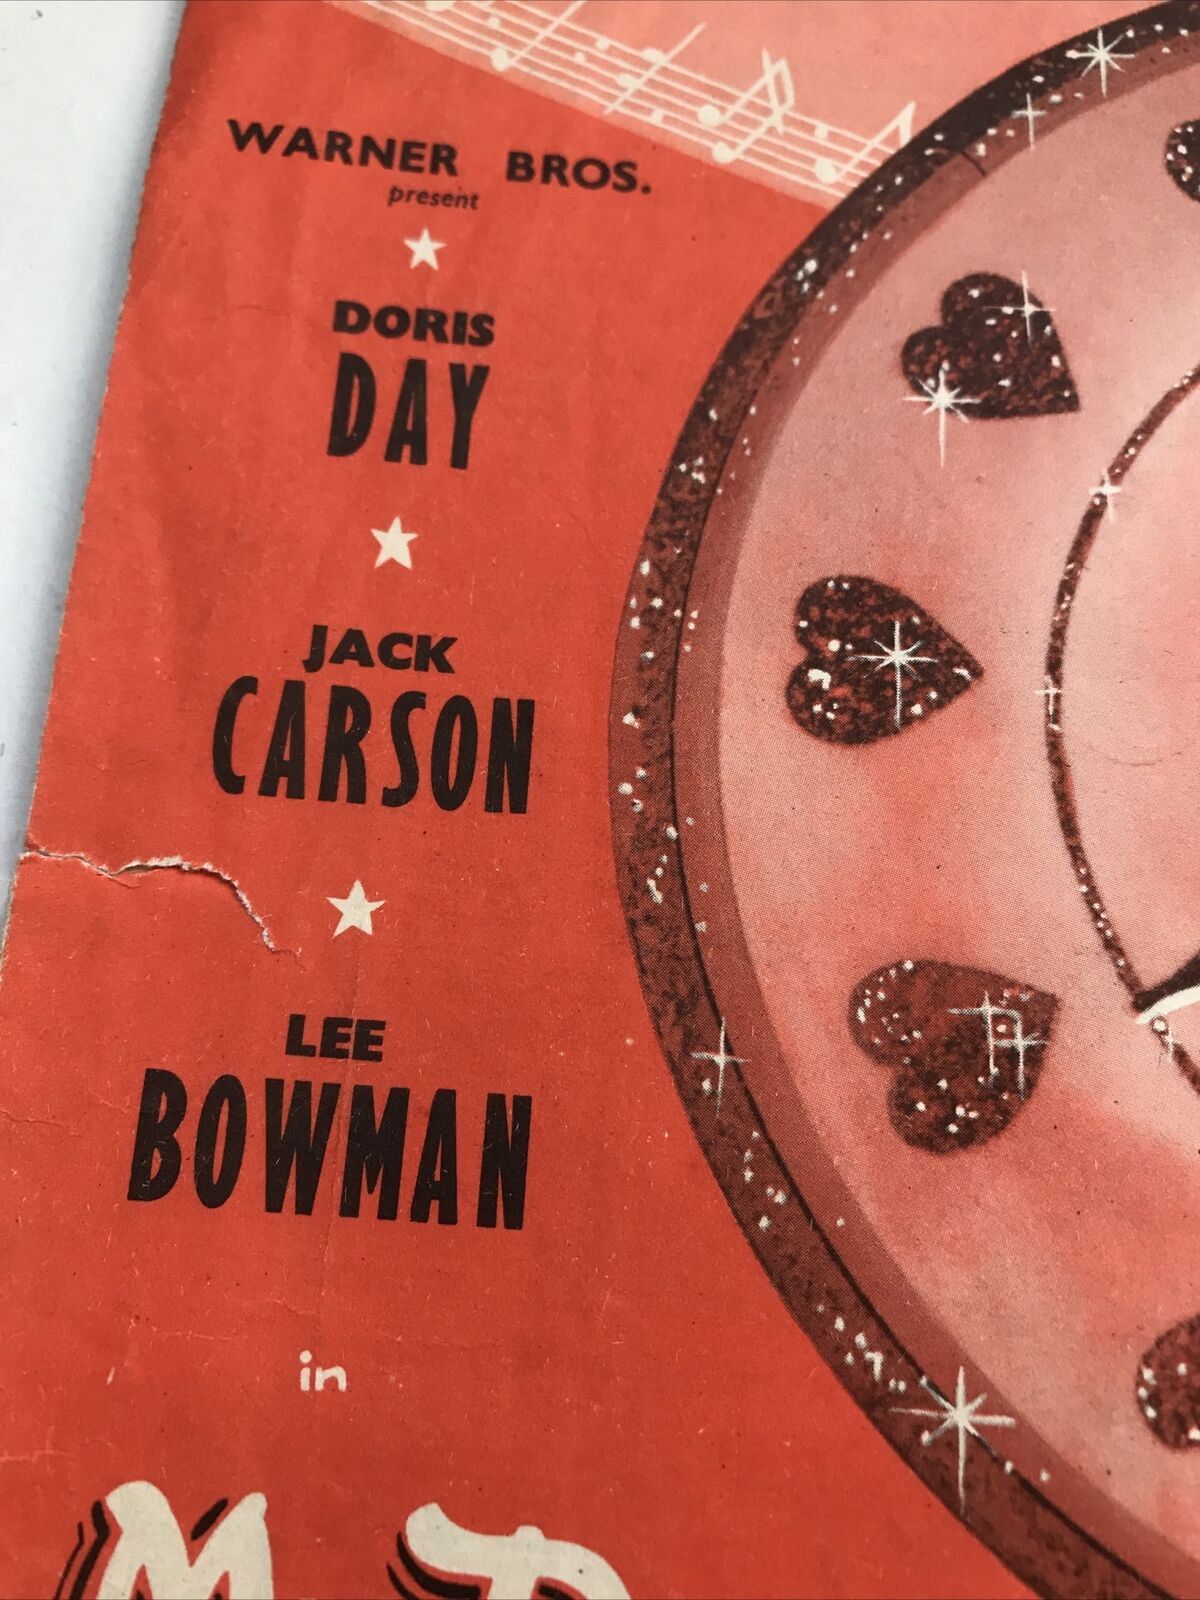 WARNER BROS.
present
DORIS
DAY
JACK
CARSON
LEE
BOWMAN
in